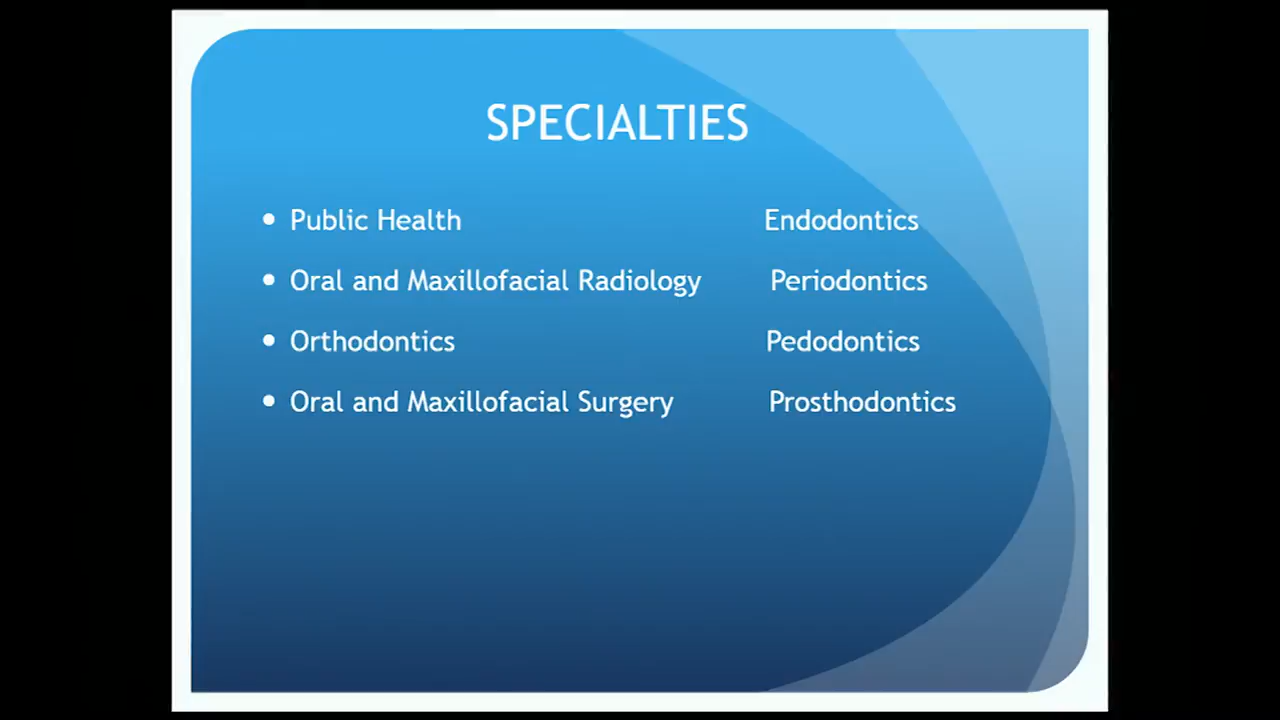 SPECIALTIES
• Public Health Endodontics
• Oral and Maxillofacial Radiology Periodontics
• Orthodontics Pedodontics
• Oral and Maxillofacial Surgery Prosthodontics